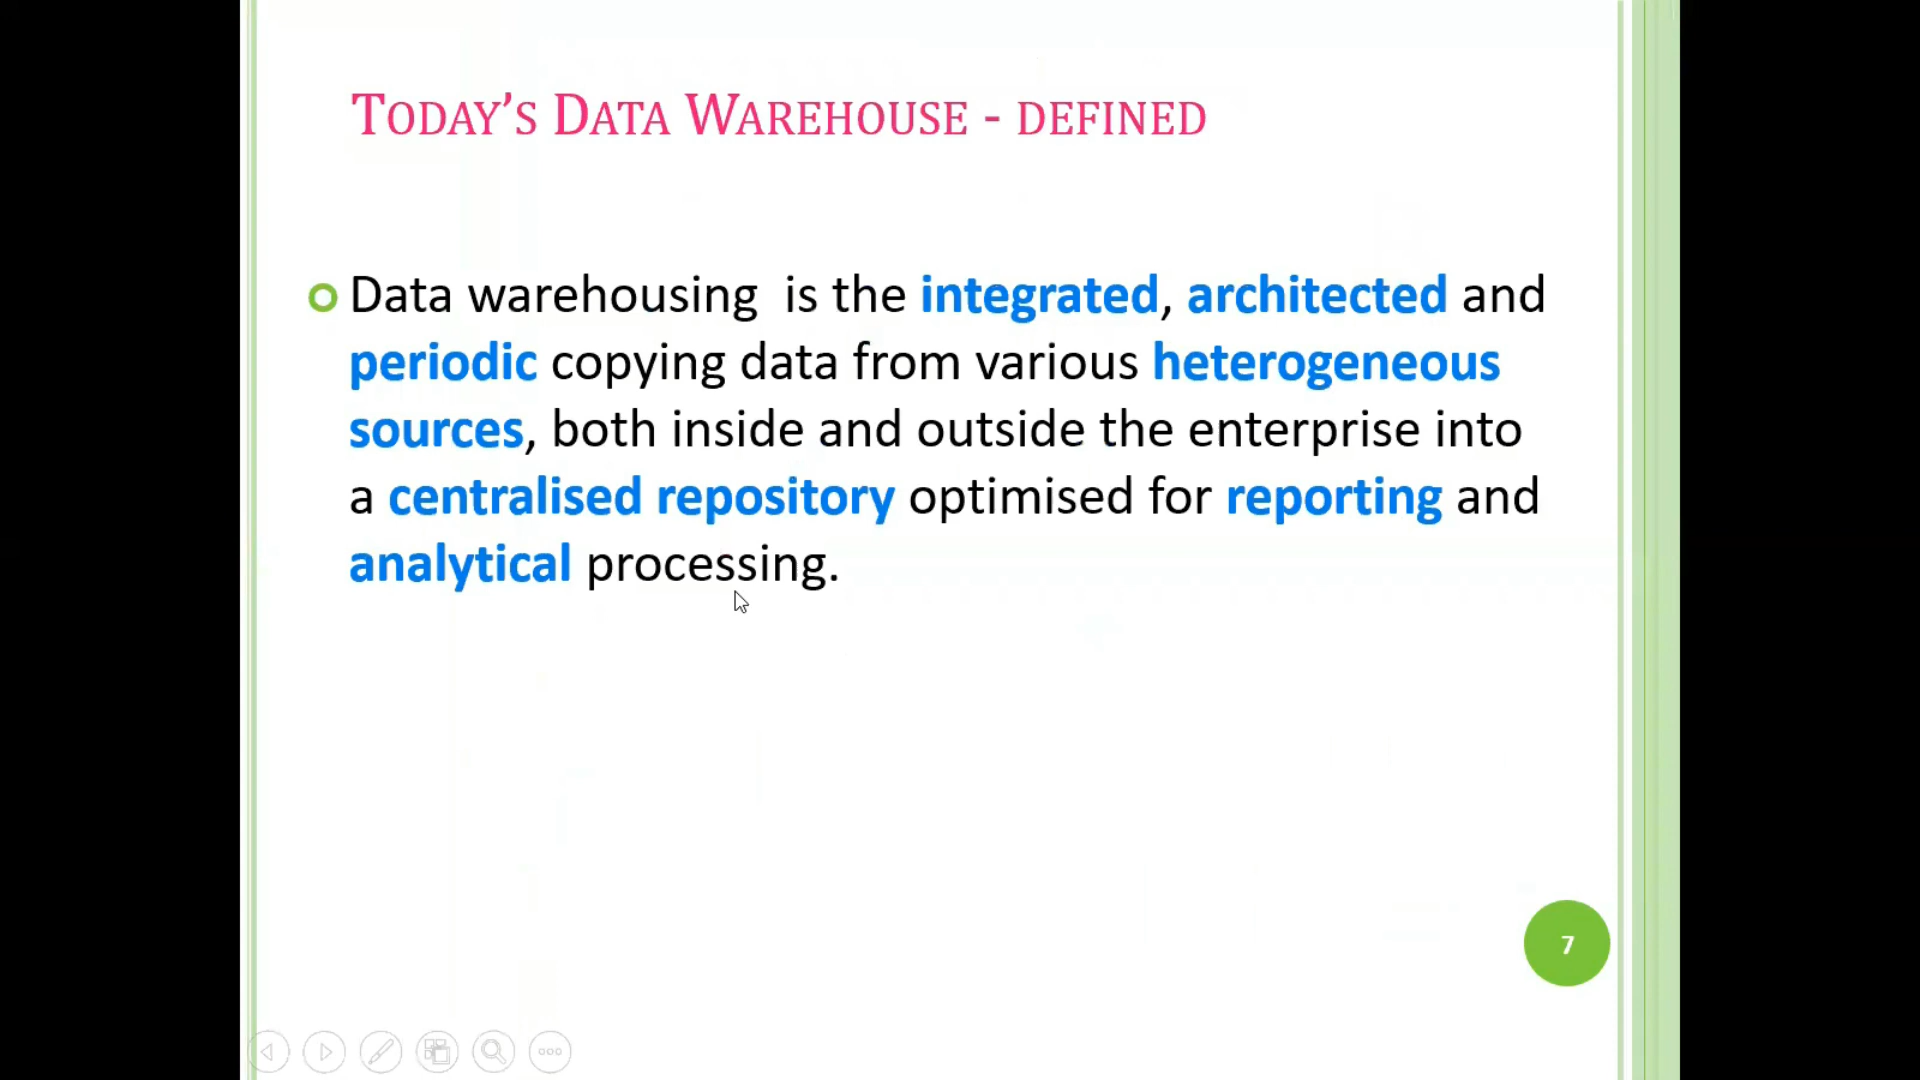 TODAY'S DATA WAREHOUSE - DEFINED
Data warehousing  is the integrated, architected and
periodic copying data from various heterogeneous
sources, both inside and outside the enterprise into
a centralised repository optimised for reporting and
analytical processing.
7